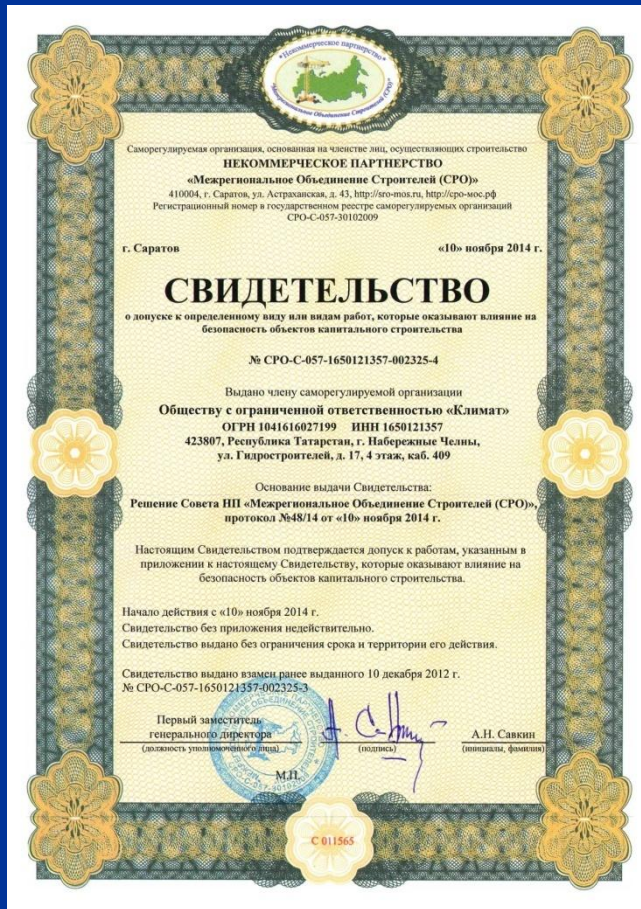 "Некоммерческое партнерство"
"Межрегиональное Объединение Строителей (СРО)"
Саморегулируемая организация, основанная на членстве лиц, осуществляющих строительство
НЕКОММЕРЧЕСКОЕ ПАРТНЕРСТВО
«Межрегиональное Объединение Строителей (СРО)»
410004, г. Саратов, ул. Астраханская, д. 43, http://sro-mos.ru, http://сро-мос.рф
Регистрационный номер в государственном реестре саморегулируемых организаций
СРО-С-057-30102009
г. Саратов «10» ноября 2014 г.
СВИДЕТЕЛЬСТВО
о допуске к определенному виду или видам работ, которые оказывают влияние на
безопасность объектов капитального строительства
№ СРО-С-057-1650121357-002325-4
Выдано члену саморегулируемой организации
Обществу с ограниченной ответственностью «Климат»
ОГРН 1041616027199 ИНН 1650121357
423807, Республика Татарстан, г. Набережные Челны,
ул. Гидростроителей, д. 17, 4 этаж, каб. 409
Основание выдачи Свидетельства:
Решение Совета НП «Межрегиональное Объединение Строителей (СРО)»,
протокол №48/14 от «10» ноября 2014 г.
Настоящим Свидетельством подтверждается допуск к работам, указанным в
приложении к настоящему Свидетельству, которые оказывают влияние на
безопасность объектов капитального строительства.
Начало действия с «10» ноября 2014 г.
Свидетельство без приложения недействительно.
Свидетельство выдано без ограничения срока и территории его действия.
Свидетельство выдано взамен ранее выданного 10 декабря 2012 г.
№ СРО-С-057-1650121357-002325-3
Первый заместитель
генерального директора А.Н. Савкин
(должность уполномоченного лица) (подпись) (инициалы, фамилия)
М.П.
С 011565